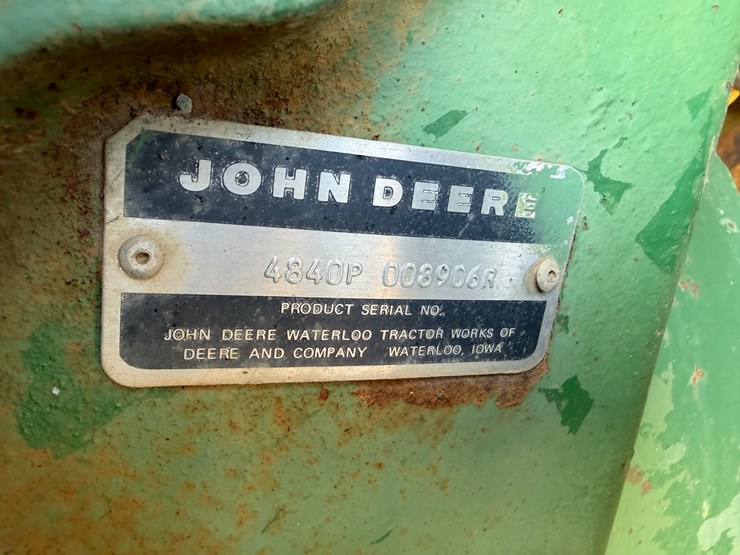 JOHN DEERE
4840P 008906R
PRODUCT SERIAL NO.
JOHN DEERE WATERLOO TRACTOR WORKS OF
DEERE AND COMPANY WATERLOO, IOWA